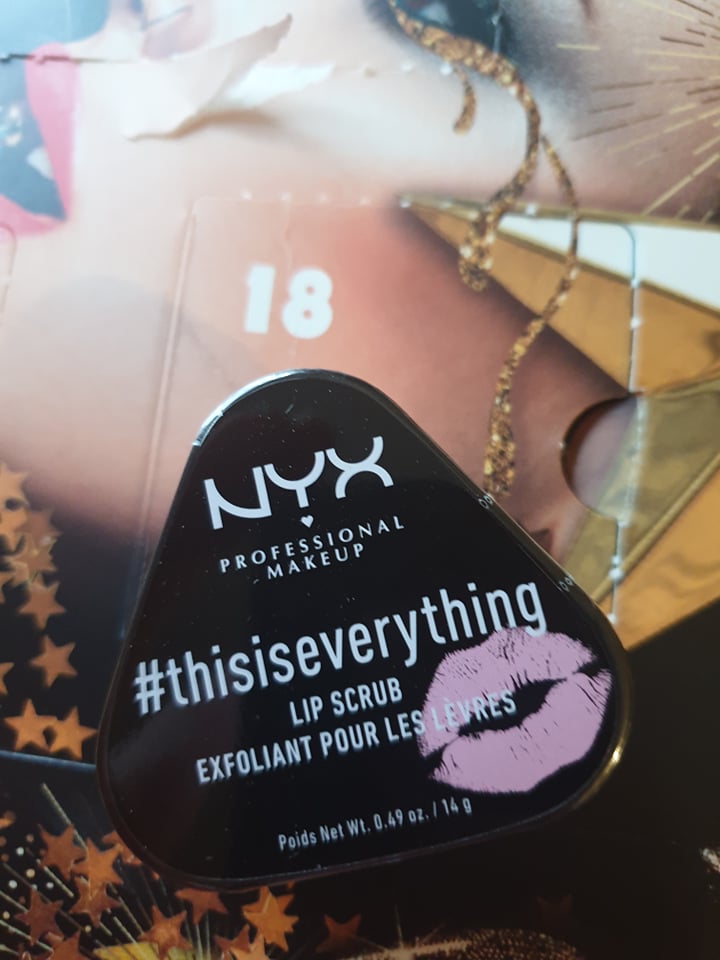 18
NYX
PROFESSIONAL
MAKEUP
#thisiseverything
LIP SCRUB
EXFOLIANT POUR LES LÈVRES
Poids Net Wt. 0.49 oz. / 14 g